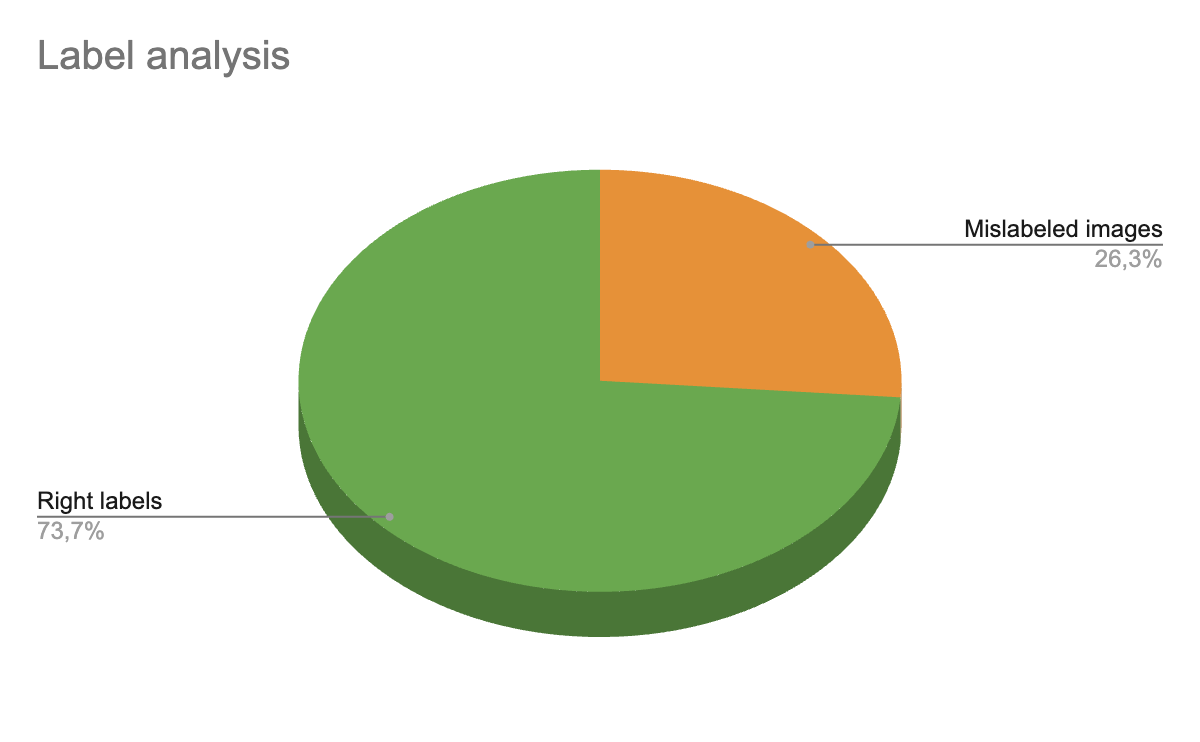 Label analysis
Mislabeled images
26,3%
Right labels
73,7%